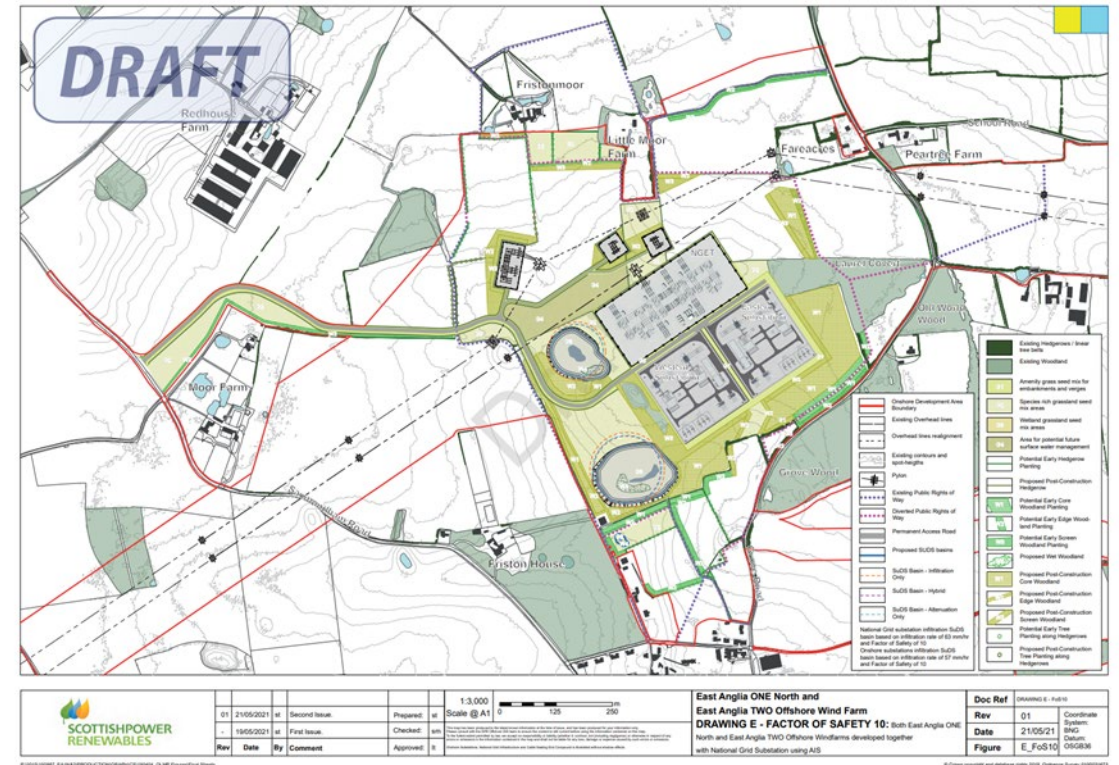 DRAFT
Redhouse
Farm
Fristonmoor
Little Moor
Farm
Fareacres
School Road
Peartree Farm
NGET
Laurel Covert
Wood
Moor Farm
Grove Wood
Friston House
Existing Hedgerows / linear
tree belts
Existing Woodland
Amenity grass seed mix for
embankments and verges
Species rich grassland seed
mix areas
Wetland grassland seed
mix areas
Area for potential future
surface water management
Potential Early Hedgerow
Planting
Proposed Post-Construction
Hedgerow
Potential Early Core
Woodland Planting
Potential Early Edge Wood-
land Planting
Potential Early Screen
Woodland Planting
Proposed Wet Woodland
Proposed Post-Construction
Core Woodland
Proposed Post-Construction
Edge Woodland
Proposed Post-Construction
Screen Woodland
Potential Early Tree
Planting along Hedgerows
Proposed Post-Construction
Tree Planting along
Hedgerows
Onshore Development Area
Boundary
Existing Overhead lines
Overhead lines realignment
Existing contours and
spot-heights
Pylon
Existing Public Rights of
Way
Diverted Public Rights of
Way
Permanent Access Road
Proposed SUDS basins
SuDS Basin - Infiltration
Only
SuDS Basin - Hybrid
SuDS Basin - Attenuation
Only
National Grid substation infiltration SuDS
basin based on infiltration rate of 63 mm/hr
and Factor of Safety of 10
Onshore substations infiltration SuDS
basin based on infiltration rate of 57 mm/hr
and Factor of Safety of 10
SCOTTISHPOWER
RENEWABLES
01 21/05/2021 st Second Issue.
- 19/05/2021 st First Issue.
Rev Date By Comment
Prepared: st
Checked: sm
Approved:
1:3,000
Scale @ A1
0 125 250
m
East Anglia ONE North and
East Anglia TWO Offshore Wind Farm
DRAWING E - FACTOR OF SAFETY 10: Both East Anglia ONE
North and East Anglia TWO Offshore Windfarms developed together
with National Grid Substation using AIS
Doc Ref DRAWING E - FoS10
Rev 01
Date 21/05/21
Figure E_FoS10
Coordinate
System:
BNG
Datum:
OSGB36